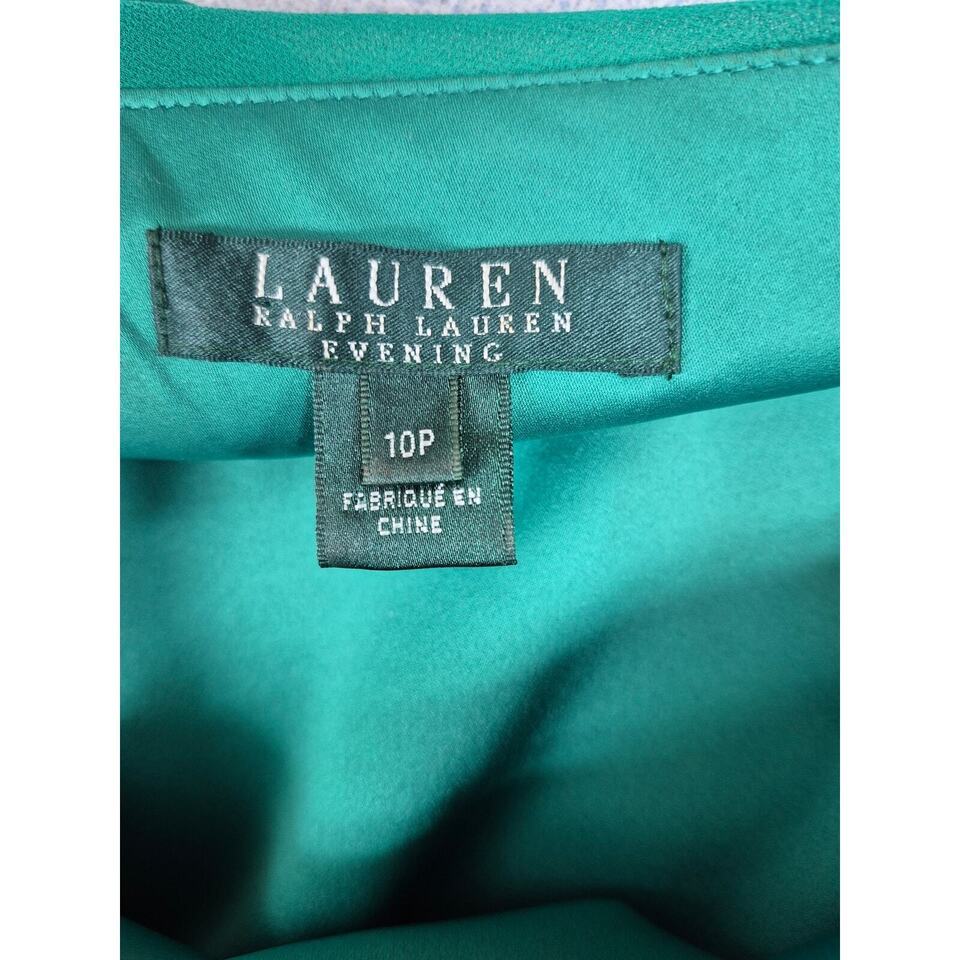 LAUREN
RALPH LAUREN
EVENING
10P
FABRIQUÉ EN
CHINE